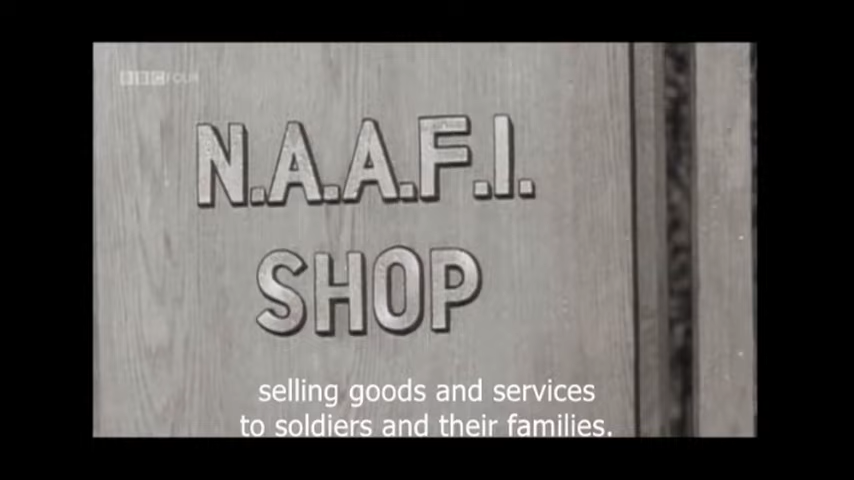 BBC FOUR
N.A.A.F.I.
SHOP
selling goods and services
to soldiers and their families.